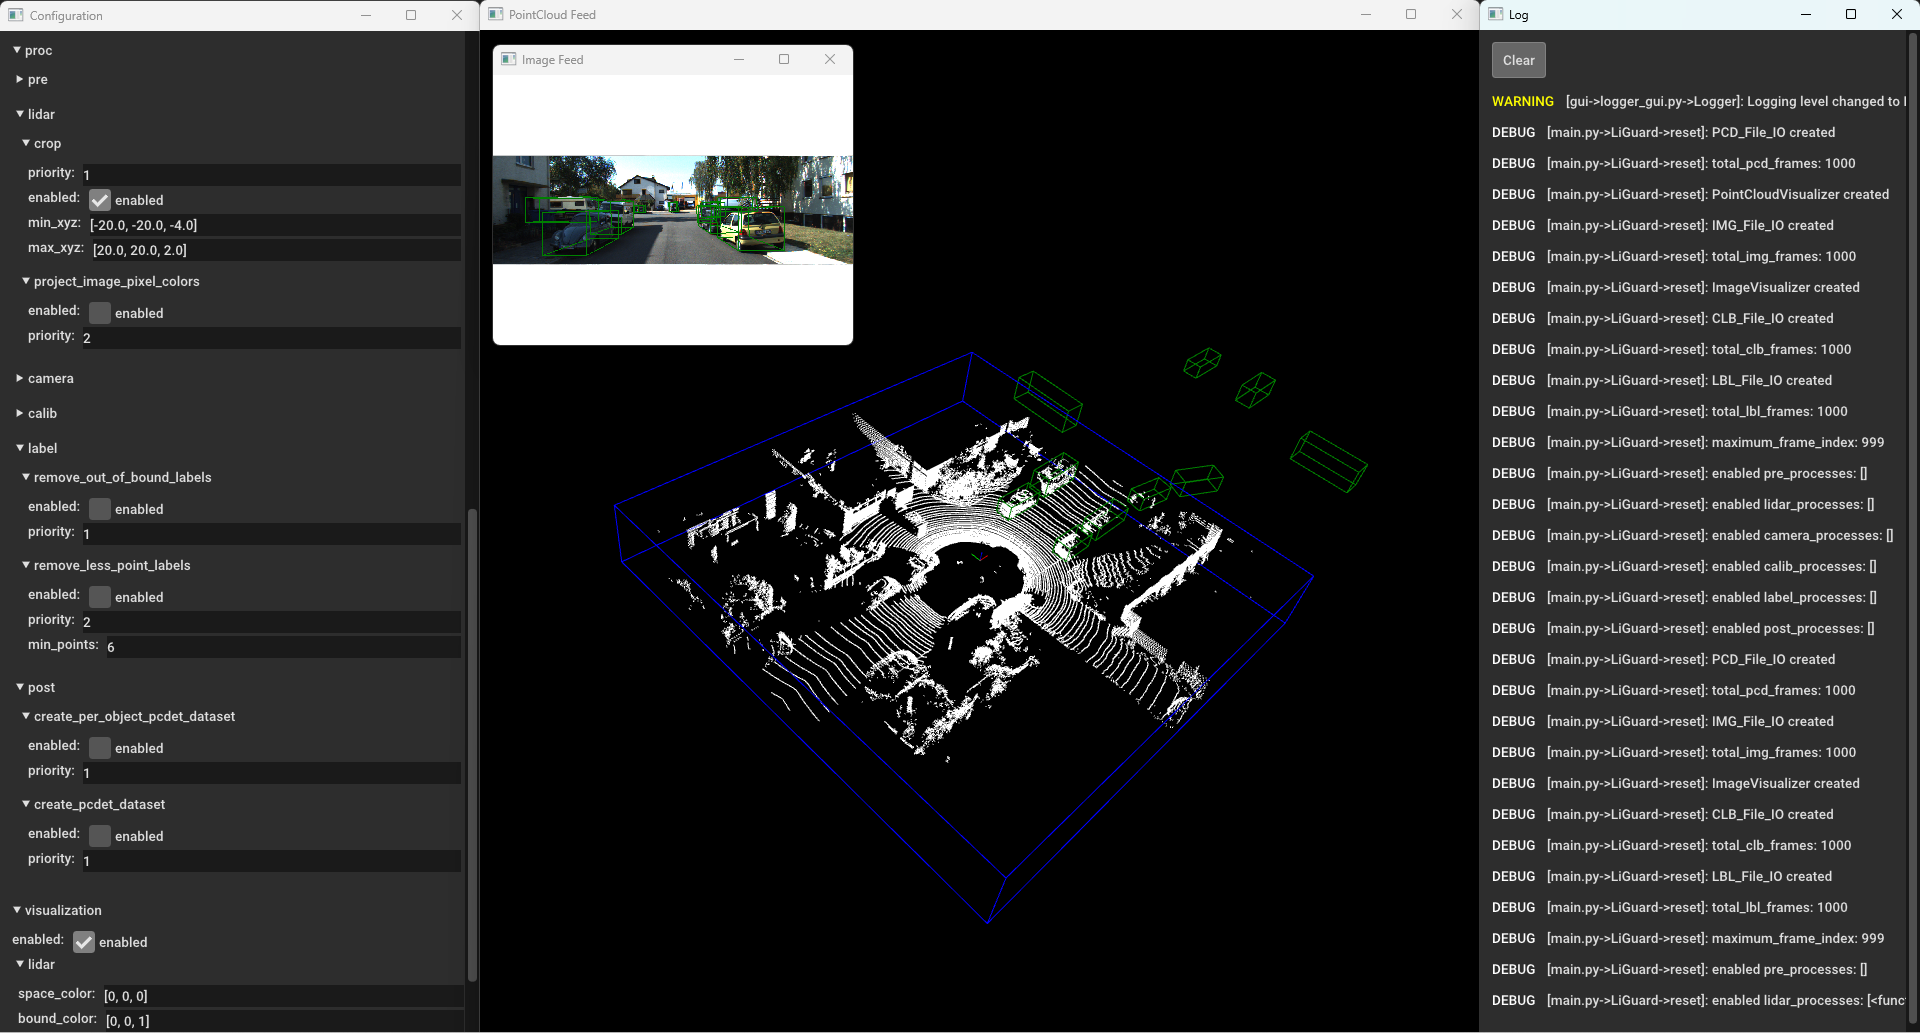 Configuration
proc
pre
lidar
crop
priority: 1
enabled: enabled
min_xyz: [-20.0, -20.0, -4.0]
max_xyz: [20.0, 20.0, 2.0]
project_image_pixel_colors
enabled: enabled
priority: 2
camera
calib
label
remove_out_of_bound_labels
enabled: enabled
priority: 1
remove_less_point_labels
enabled: enabled
priority: 2
min_points: 6
post
create_per_object_pcdet_dataset
enabled: enabled
priority: 1
create_pcdet_dataset
enabled: enabled
priority: 1
visualization
enabled: enabled
lidar
space_color: [0, 0, 0]
bound_color: [0, 0, 1]
PointCloud Feed
Image Feed
Log
Clear
WARNING [gui->logger_gui.py->Logger]: Logging level changed to
DEBUG [main.py->LiGuard->reset]: PCD_File_IO created
DEBUG [main.py->LiGuard->reset]: total_pcd_frames: 1000
DEBUG [main.py->LiGuard->reset]: PointCloudVisualizer created
DEBUG [main.py->LiGuard->reset]: IMG_File_IO created
DEBUG [main.py->LiGuard->reset]: total_img_frames: 1000
DEBUG [main.py->LiGuard->reset]: ImageVisualizer created
DEBUG [main.py->LiGuard->reset]: CLB_File_IO created
DEBUG [main.py->LiGuard->reset]: total_clb_frames: 1000
DEBUG [main.py->LiGuard->reset]: LBL_File_IO created
DEBUG [main.py->LiGuard->reset]: total_lbl_frames: 1000
DEBUG [main.py->LiGuard->reset]: maximum_frame_index: 999
DEBUG [main.py->LiGuard->reset]: enabled pre_processes: []
DEBUG [main.py->LiGuard->reset]: enabled lidar_processes: []
DEBUG [main.py->LiGuard->reset]: enabled camera_processes: []
DEBUG [main.py->LiGuard->reset]: enabled calib_processes: []
DEBUG [main.py->LiGuard->reset]: enabled label_processes: []
DEBUG [main.py->LiGuard->reset]: enabled post_processes: []
DEBUG [main.py->LiGuard->reset]: PCD_File_IO created
DEBUG [main.py->LiGuard->reset]: total_pcd_frames: 1000
DEBUG [main.py->LiGuard->reset]: IMG_File_IO created
DEBUG [main.py->LiGuard->reset]: total_img_frames: 1000
DEBUG [main.py->LiGuard->reset]: ImageVisualizer created
DEBUG [main.py->LiGuard->reset]: CLB_File_IO created
DEBUG [main.py->LiGuard->reset]: total_clb_frames: 1000
DEBUG [main.py->LiGuard->reset]: LBL_File_IO created
DEBUG [main.py->LiGuard->reset]: total_lbl_frames: 1000
DEBUG [main.py->LiGuard->reset]: maximum_frame_index: 999
DEBUG [main.py->LiGuard->reset]: enabled pre_processes: []
DEBUG [main.py->LiGuard->reset]: enabled lidar_processes: [<func